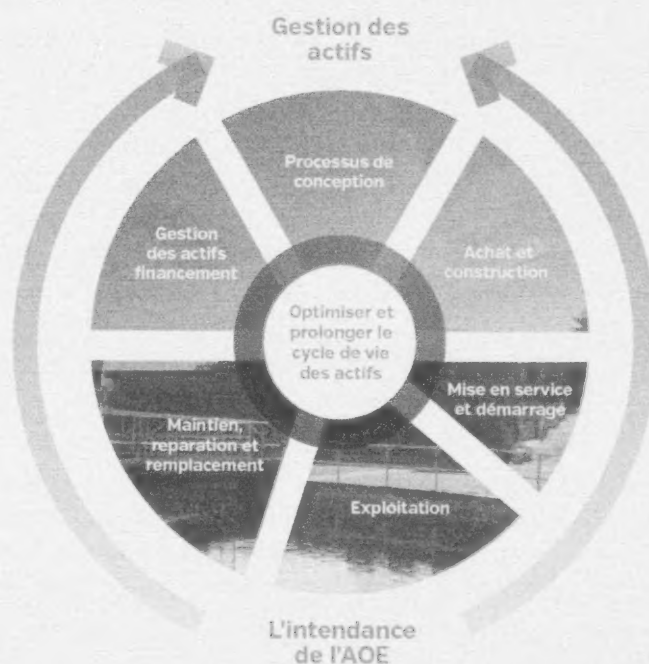 Gestion des
actifs
Processus de
conception
Gestion
des actifs
financement
Achat et
construction
Optimiser et
prolonger le
cycle de vie
des actifs
Mise en service
et démarrage
Maintien,
reparation et
remplacement
Exploitation
L'intendance
de l'AOE